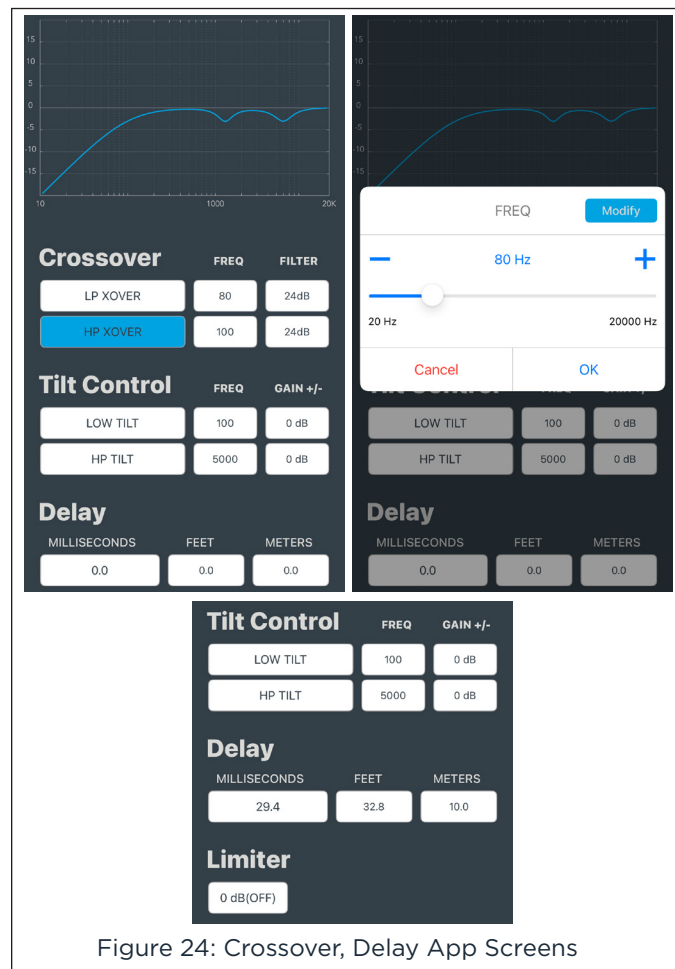 15
10
5
0
-5
-10
-15
10 1000 20K
Crossover FREQ FILTER
LP XOVER 80 24dB
HP XOVER 100 24dB
Tilt Control FREQ GAIN +/-
LOW TILT 100 0 dB
HP TILT 5000 0 dB
Delay
MILLISECONDS FEET METERS
0.0 0.0 0.0
15
10
5
0
-5
-10
-15
FREQ Modify
80 Hz
20 Hz 20000 Hz
Cancel OK
Tilt Control FREQ GAIN +/-
LOW TILT 100 0 dB
HP TILT 5000 0 dB
Delay
MILLISECONDS FEET METERS
0.0 0.0 0.0
Tilt Control FREQ GAIN +/-
LOW TILT 100 0 dB
HP TILT 5000 0 dB
Delay
MILLISECONDS FEET METERS
29.4 32.8 10.0
Limiter
0 dB(OFF)
Figure 24: Crossover, Delay App Screens